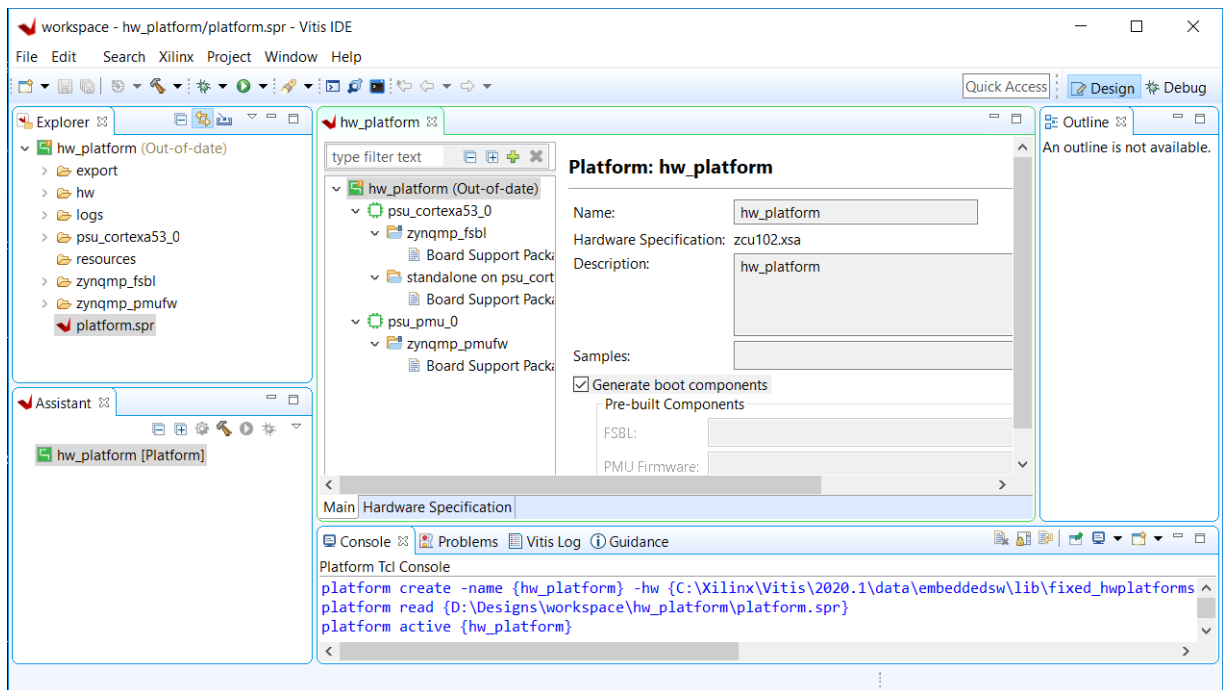 workspace - hw_platform/platform.spr - Vitis IDE
File Edit Search Xilinx Project Window Help
Quick Access
Design
Debug
Explorer
hw_platform (Out-of-date)
export
hw
logs
psu_cortexa53_0
resources
zynqmp_fsbl
zynqmp_pmufw
platform.spr
Assistant
hw_platform [Platform]
hw_platform
type filter text
hw_platform (Out-of-date)
psu_cortexa53_0
zynqmp_fsbl
Board Support Packa
standalone on psu_cort
Board Support Packa
psu_pmu_0
zynqmp_pmufw
Board Support Packa
Platform: hw_platform
Name: hw_platform
Hardware Specification: zcu102.xsa
Description: hw_platform
Samples:
Generate boot components
Pre-built Components
FSBL:
PMU Firmware:
Main Hardware Specification
Outline
An outline is not available.
Console Problems Vitis Log Guidance
Platform Tcl Console
platform create -name {hw_platform} -hw {C:\Xilinx\Vitis\2020.1\data\embeddedsw\lib\fixed_hwplatforms
platform read {D:\Designs\workspace\hw_platform\platform.spr}
platform active {hw_platform}